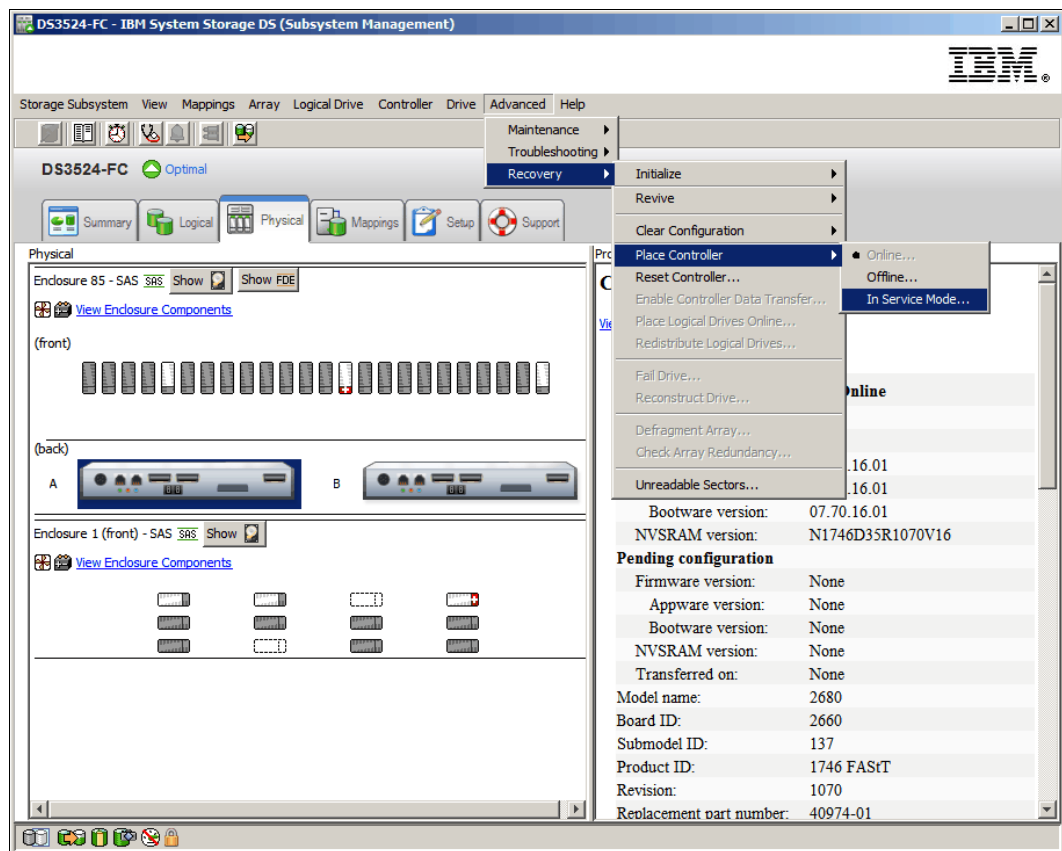 DS3524-FC - IBM System Storage DS (Subsystem Management)
IBM®
Storage Subsystem View Mappings Array Logical Drive Controller Drive Advanced Help
Maintenance
Troubleshooting
Recovery
DS3524-FC Optimal
Initialize
Revive
Clear Configuration
Place Controller
Reset Controller...
Enable Controller Data Transfer...
Place Logical Drives Online...
Redistribute Logical Drives...
Fail Drive...
Reconstruct Drive...
Defragment Array...
Check Array Redundancy...
Unreadable Sectors...
Online...
Offline...
In Service Mode...
Summary Logical Physical Mappings Setup Support
Physical
Enclosure 85 - SAS SAS Show Show FDE
View Enclosure Components
(front)
(back)
A B
Enclosure 1 (front) - SAS SAS Show
View Enclosure Components
Pro
C
Vie
Online
.16.01
.16.01
Bootware version: 07.70.16.01
NVSRAM version: N1746D35R1070V16
Pending configuration
Firmware version: None
Appware version: None
Bootware version: None
NVSRAM version: None
Transferred on: None
Model name: 2680
Board ID: 2660
Submodel ID: 137
Product ID: 1746 FAStT
Revision: 1070
Replacement part number: 40974-01